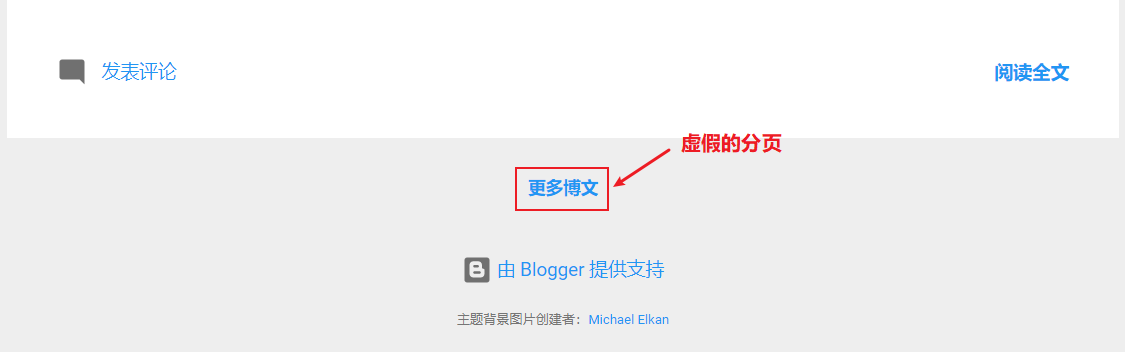 发表评论
阅读全文
虚假的分页
更多博文
由 Blogger 提供支持
主题背景图片创建者：Michael Elkan